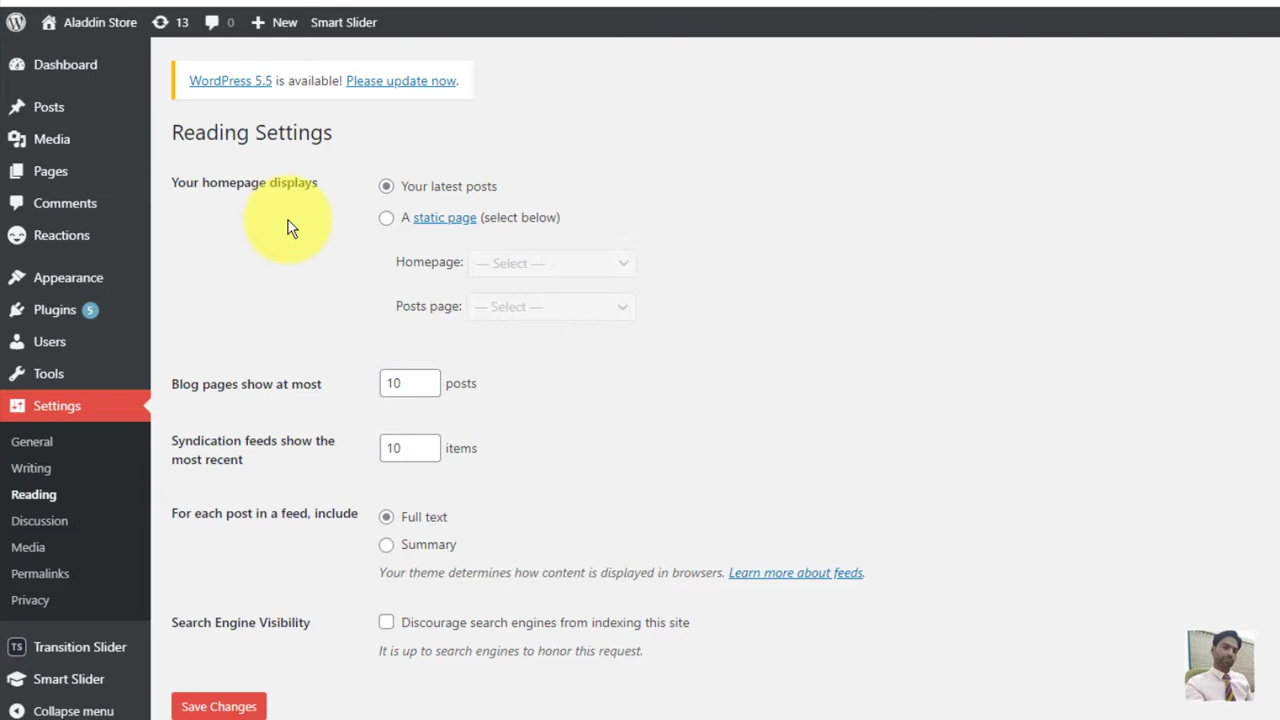 Aladdin Store 13 0 New Smart Slider
Dashboard
Posts
Media
Pages
Comments
Reactions
Appearance
Plugins 5
Users
Tools
Settings
General
Writing
Reading
Discussion
Media
Permalinks
Privacy
TS Transition Slider
Smart Slider
Collapse menu
WordPress 5.5 is available! Please update now.
Reading Settings
Your homepage displays
Your latest posts
A static page (select below)
Homepage: — Select —
Posts page: — Select —
Blog pages show at most 10 posts
Syndication feeds show the
most recent
10 items
For each post in a feed, include
Full text
Summary
Your theme determines how content is displayed in browsers. Learn more about feeds.
Search Engine Visibility
Discourage search engines from indexing this site
It is up to search engines to honor this request.
Save Changes